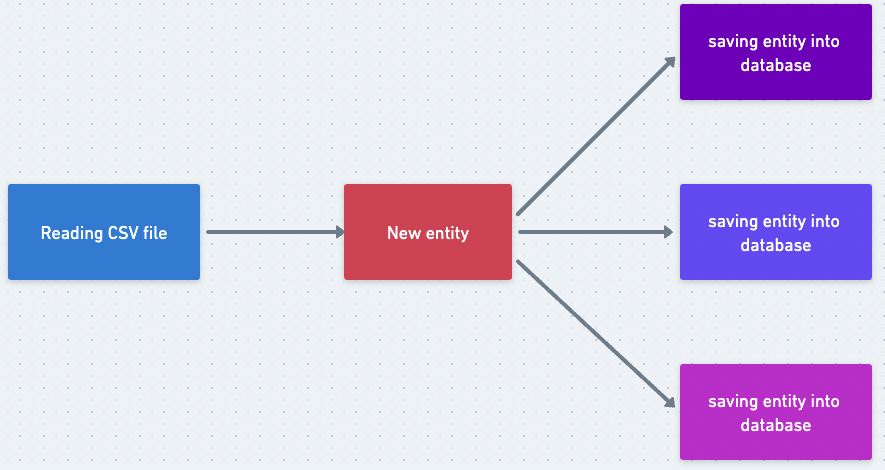 saving entity into
database
Reading CSV file
New entity
saving entity into
database
saving entity into
database